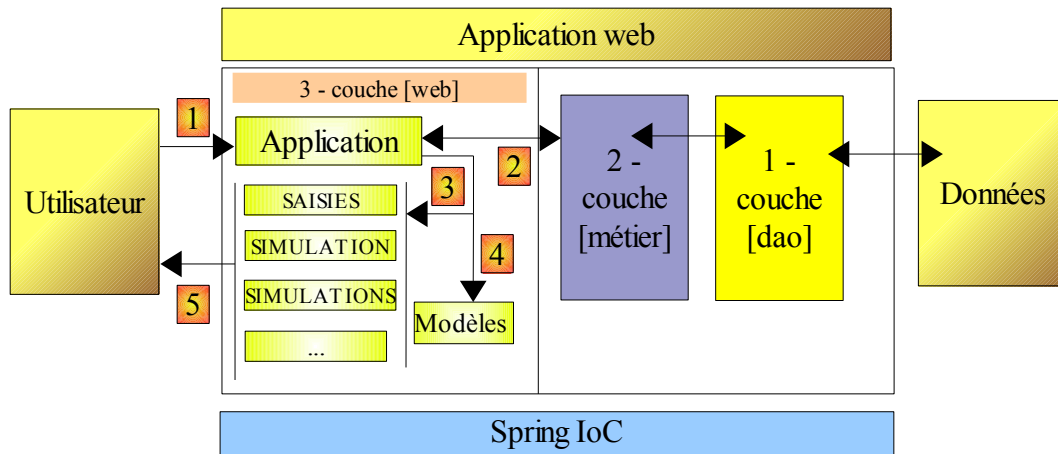 Application web
3 - couche [web]
1
Application
2
3
Utilisateur
SAISIES
SIMULATION
SIMULATIONS
...
4
Modèles
5
2 -
couche
[métier]
1 -
couche
[dao]
Données
Spring IoC